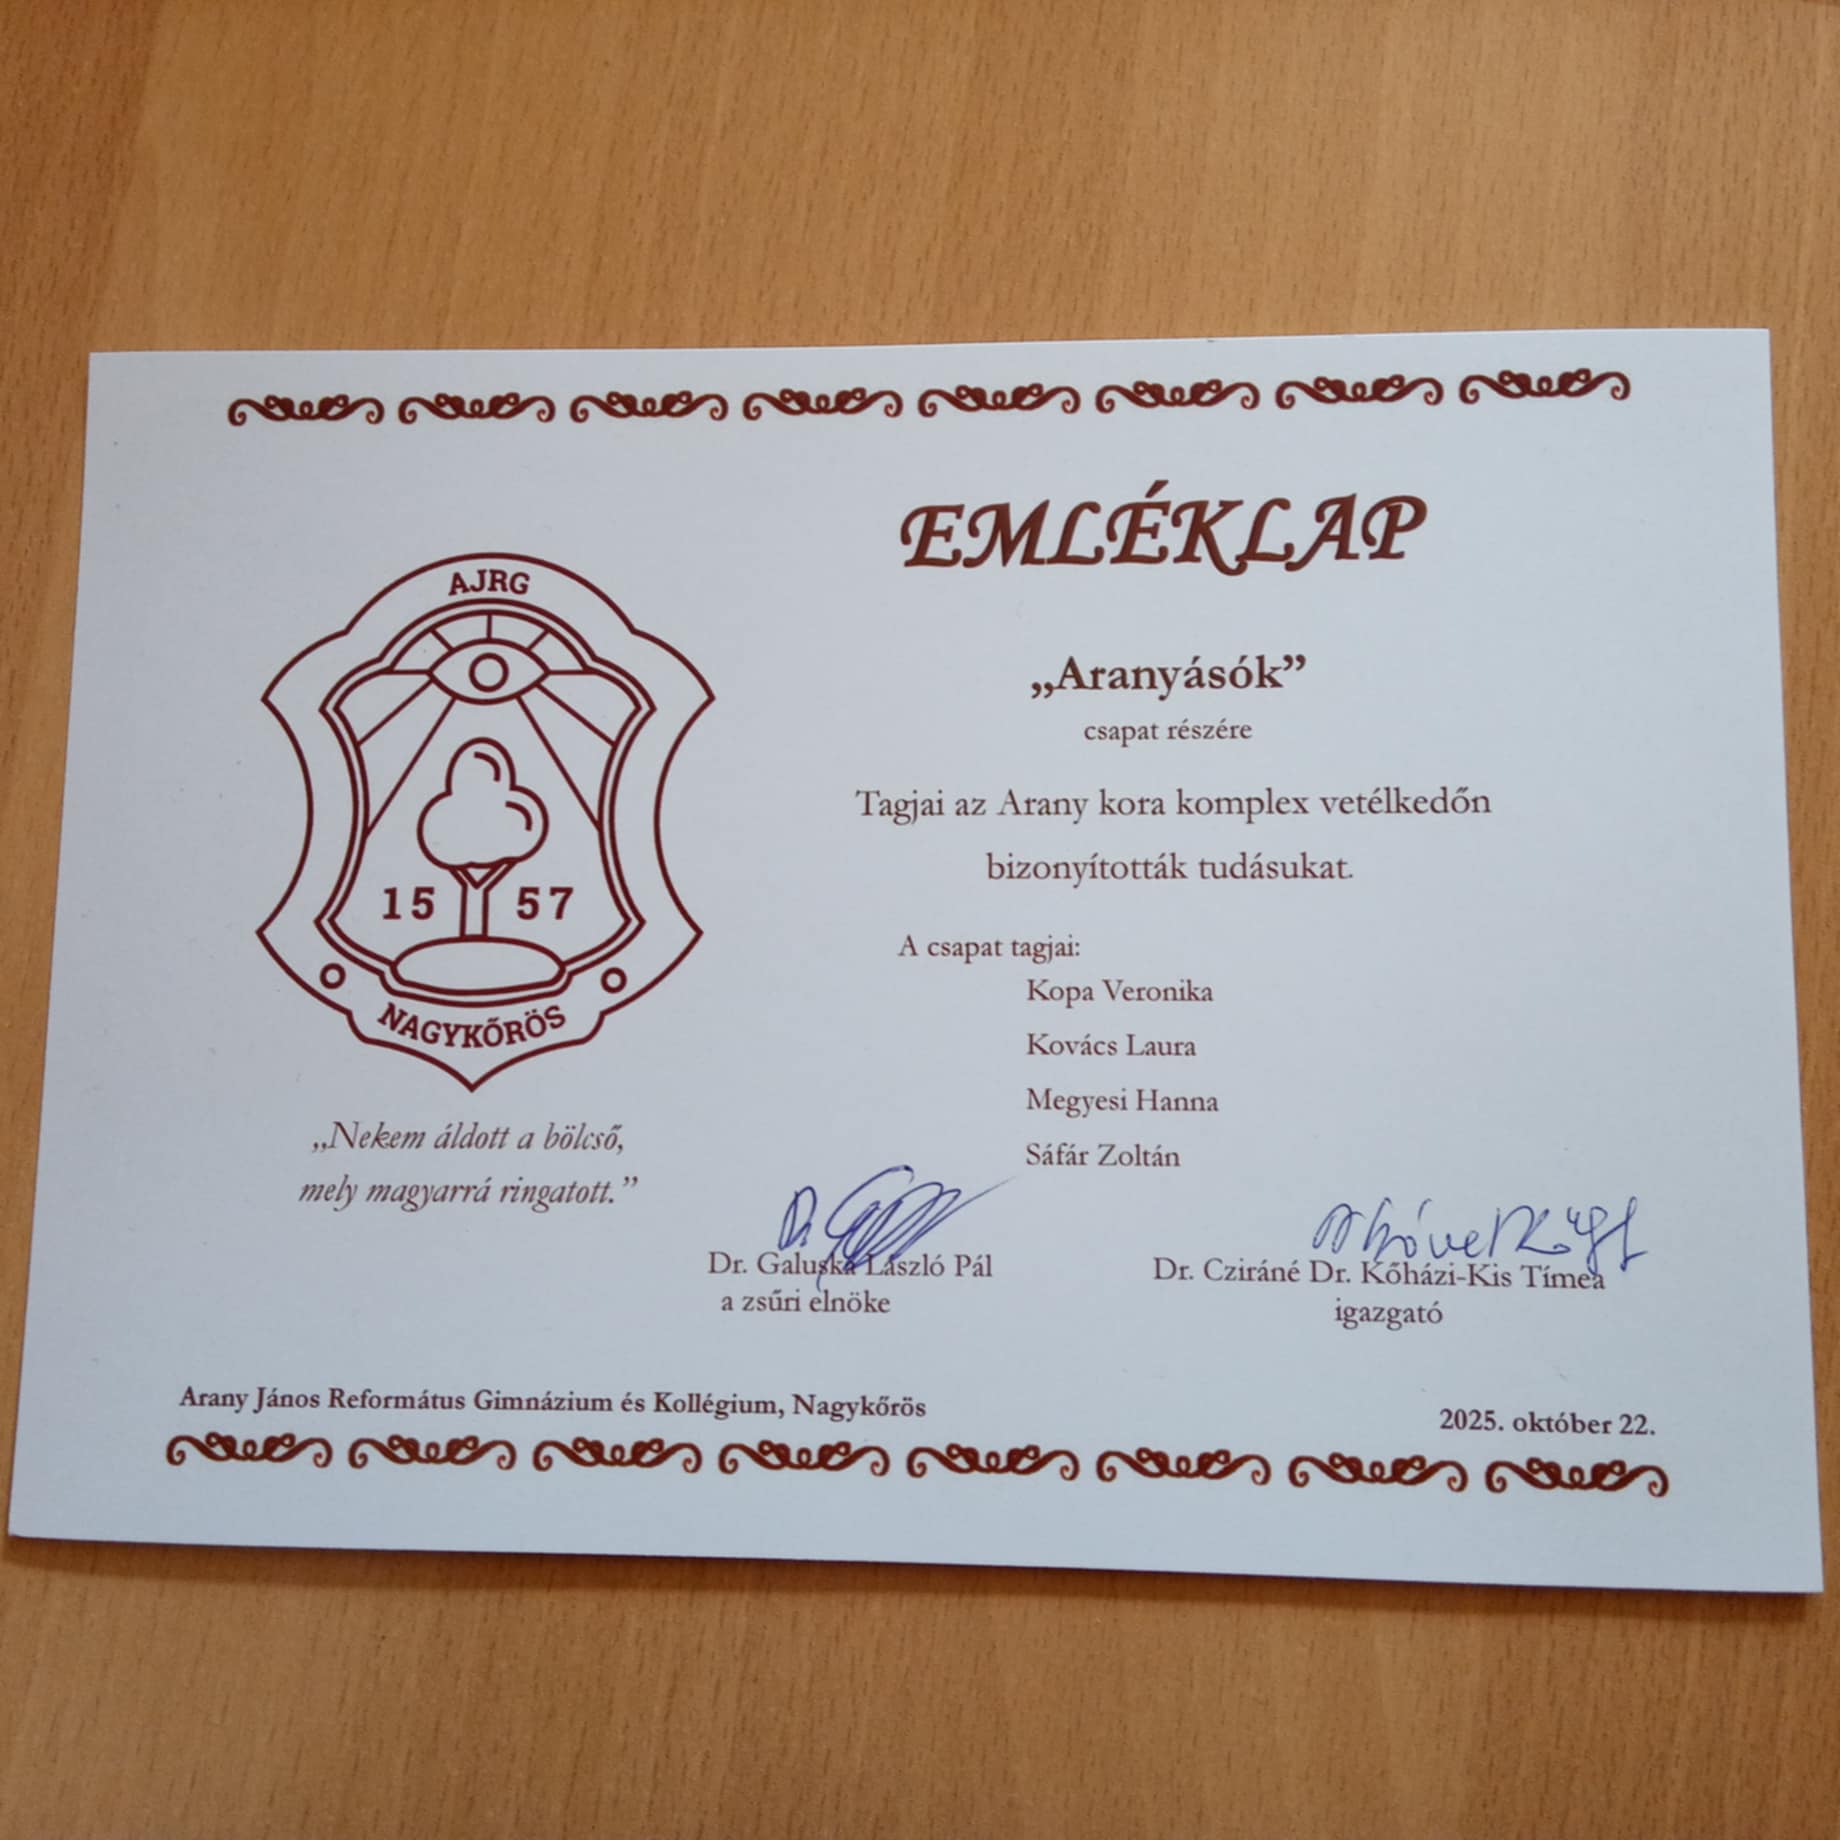 EMLÉKLAP
„Aranyásók”
csapat részére
Tagjai az Arany kora komplex vetélkedőn
bizonyították tudásukat.
A csapat tagjai:
Kopa Veronika
Kovács Laura
Megyesi Hanna
Sáfár Zoltán
AJRG
15 57
NAGYKŐRÖS
„Nekem áldott a bölcső,
mely magyarrá ringatott.”
Dr. Galuska László Pál
a zsűri elnöke
Dr. Cziráné Dr. Kőházi-Kis Tímea
igazgató
Arany János Református Gimnázium és Kollégium, Nagykőrös
2025. október 22.